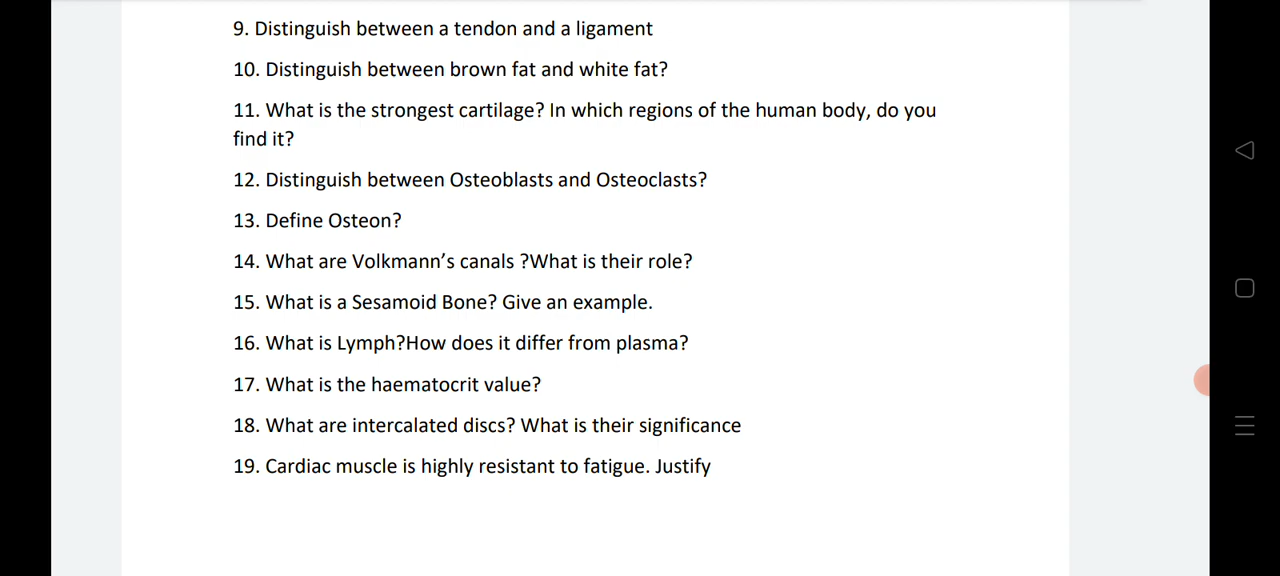 9. Distinguish between a tendon and a ligament
10. Distinguish between brown fat and white fat?
11. What is the strongest cartilage? In which regions of the human body, do you
find it?
12. Distinguish between Osteoblasts and Osteoclasts?
13. Define Osteon?
14. What are Volkmann’s canals ?What is their role?
15. What is a Sesamoid Bone? Give an example.
16. What is Lymph?How does it differ from plasma?
17. What is the haematocrit value?
18. What are intercalated discs? What is their significance
19. Cardiac muscle is highly resistant to fatigue. Justify